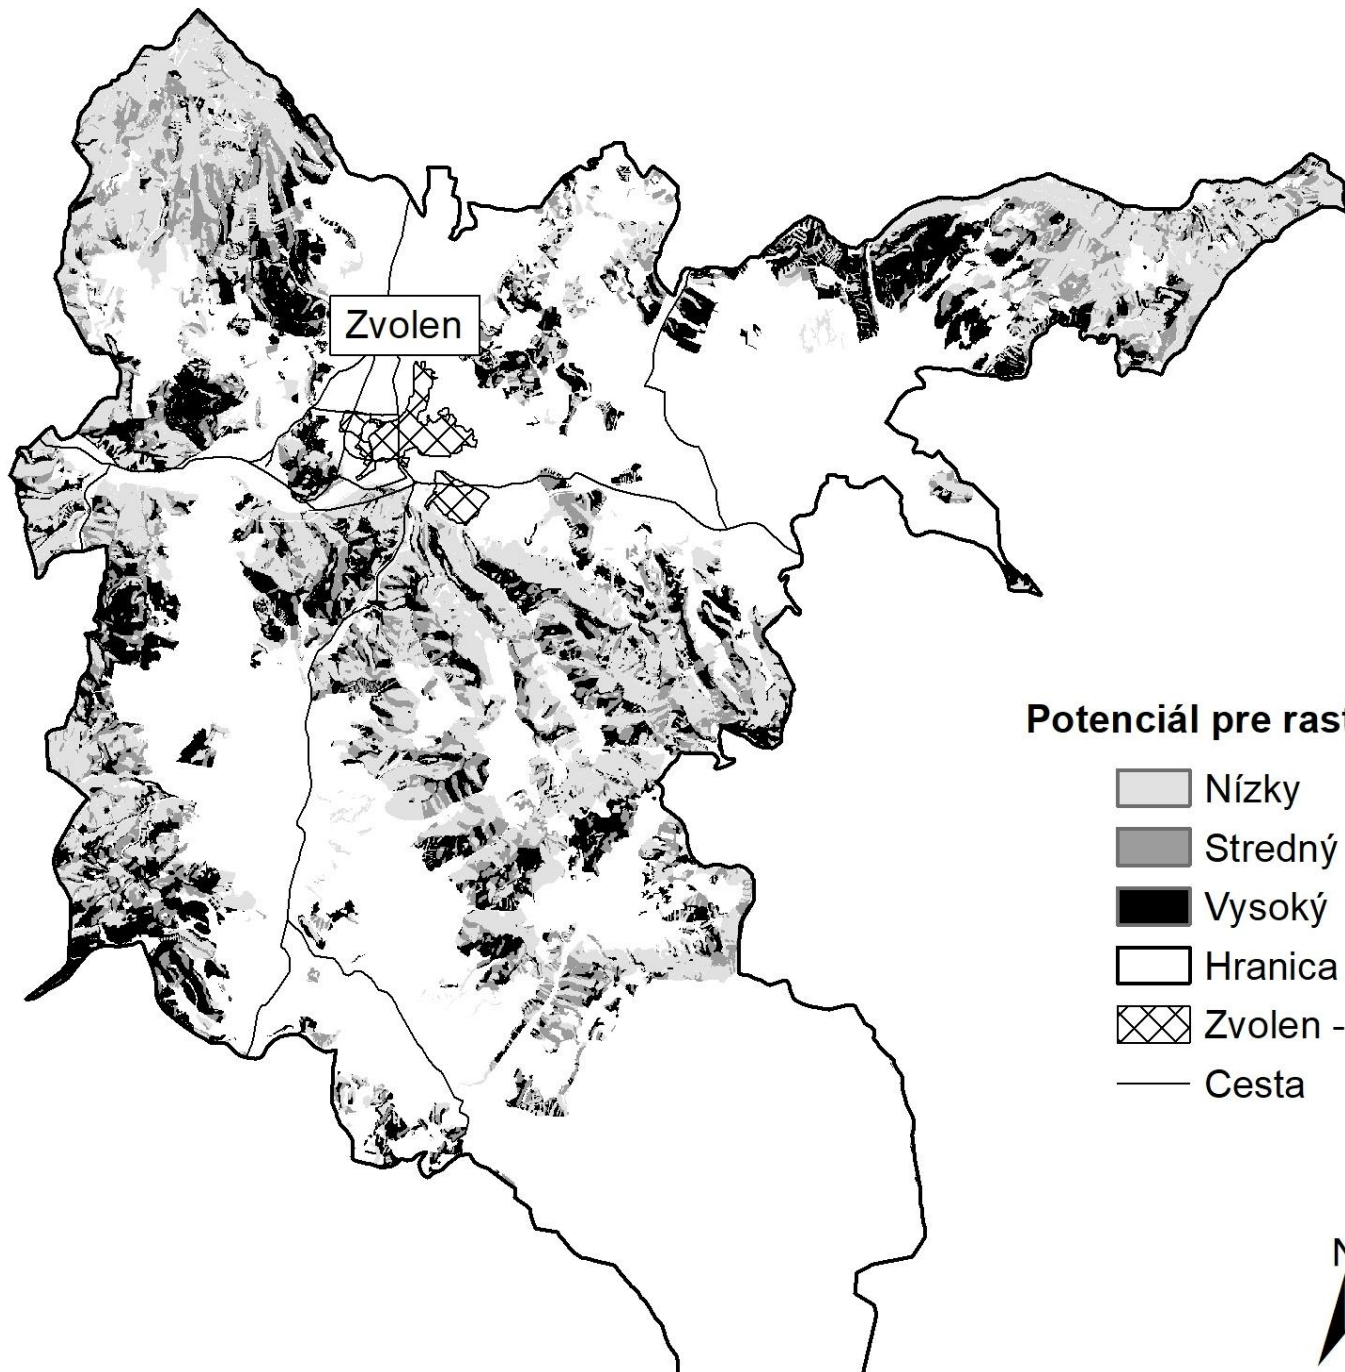 Zvolen
Potenciál pre rast
Nízky
Stredný
Vysoký
Hranica
Zvolen -
Cesta
N